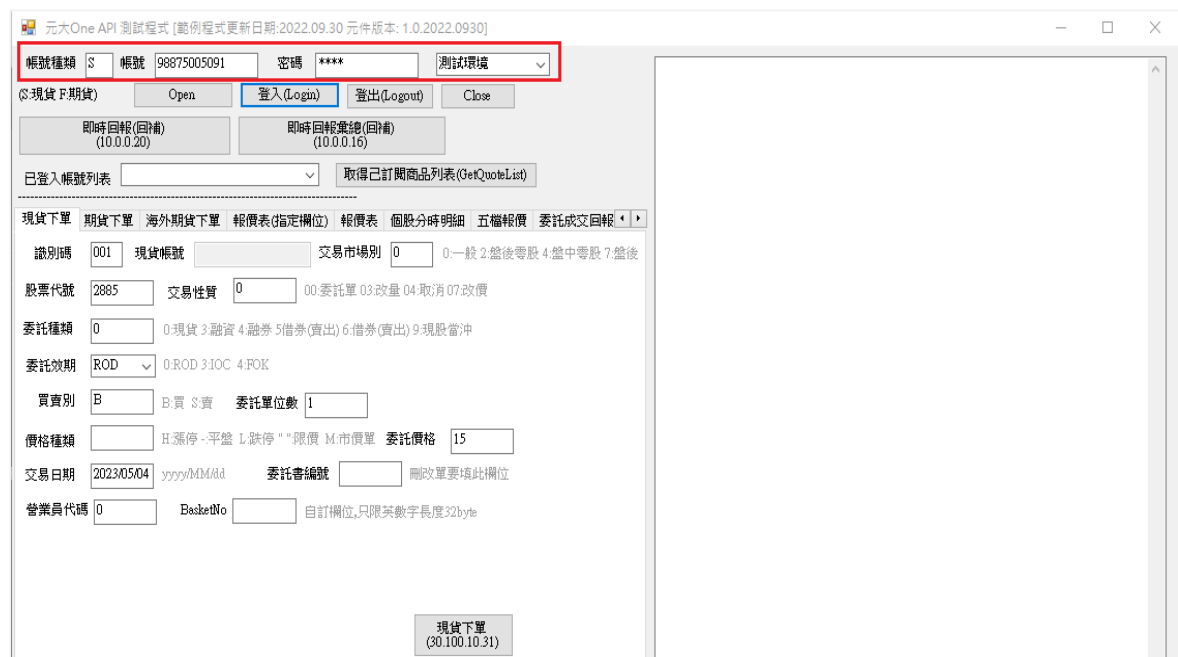 元大One API 測試程式 [範例程式更新日期:2022.09.30 元件版本: 1.0.2022.0930]
帳號種類 S 帳號 98875005091 密碼 **** 測試環境
(S:現貨 F:期貨) Open 登入(Login) 登出(Logout) Close
即時回報(回補) 即時回報彙總(回補)
(10.0.0.20) (10.0.0.16)
已登入帳號列表 取得己訂閱商品列表(GetQuoteList)
--------------------------------------------------------------------------
現貨下單 期貨下單 海外期貨下單 報價表(指定欄位) 報價表 個股分時明細 五檔報價 委託成交回報
識別碼 001 現貨帳號 交易市場別 0 0:一般 2:盤後零股 4:盤中零股 7:盤後
股票代號 2885 交易性質 0 00:委託單 03:改量 04:取消 07:改價
委託種類 0 0:現貨 3:融資 4:融券 5借券(賣出) 6:借券(賣出) 9:現股當沖
委託效期 ROD 0:ROD 3:IOC 4:FOK
買賣別 B B:買 S:賣 委託單位數 1
價格種類 H:漲停 -:平盤 L:跌停 " ":限價 M:市價單 委託價格 15
交易日期 2023/05/04 yyyy/MM/dd 委託書編號 刪改單要填此欄位
營業員代碼 0 BasketNo 自訂欄位,只限英數字長度32byte
現貨下單
(30.100.10.31)